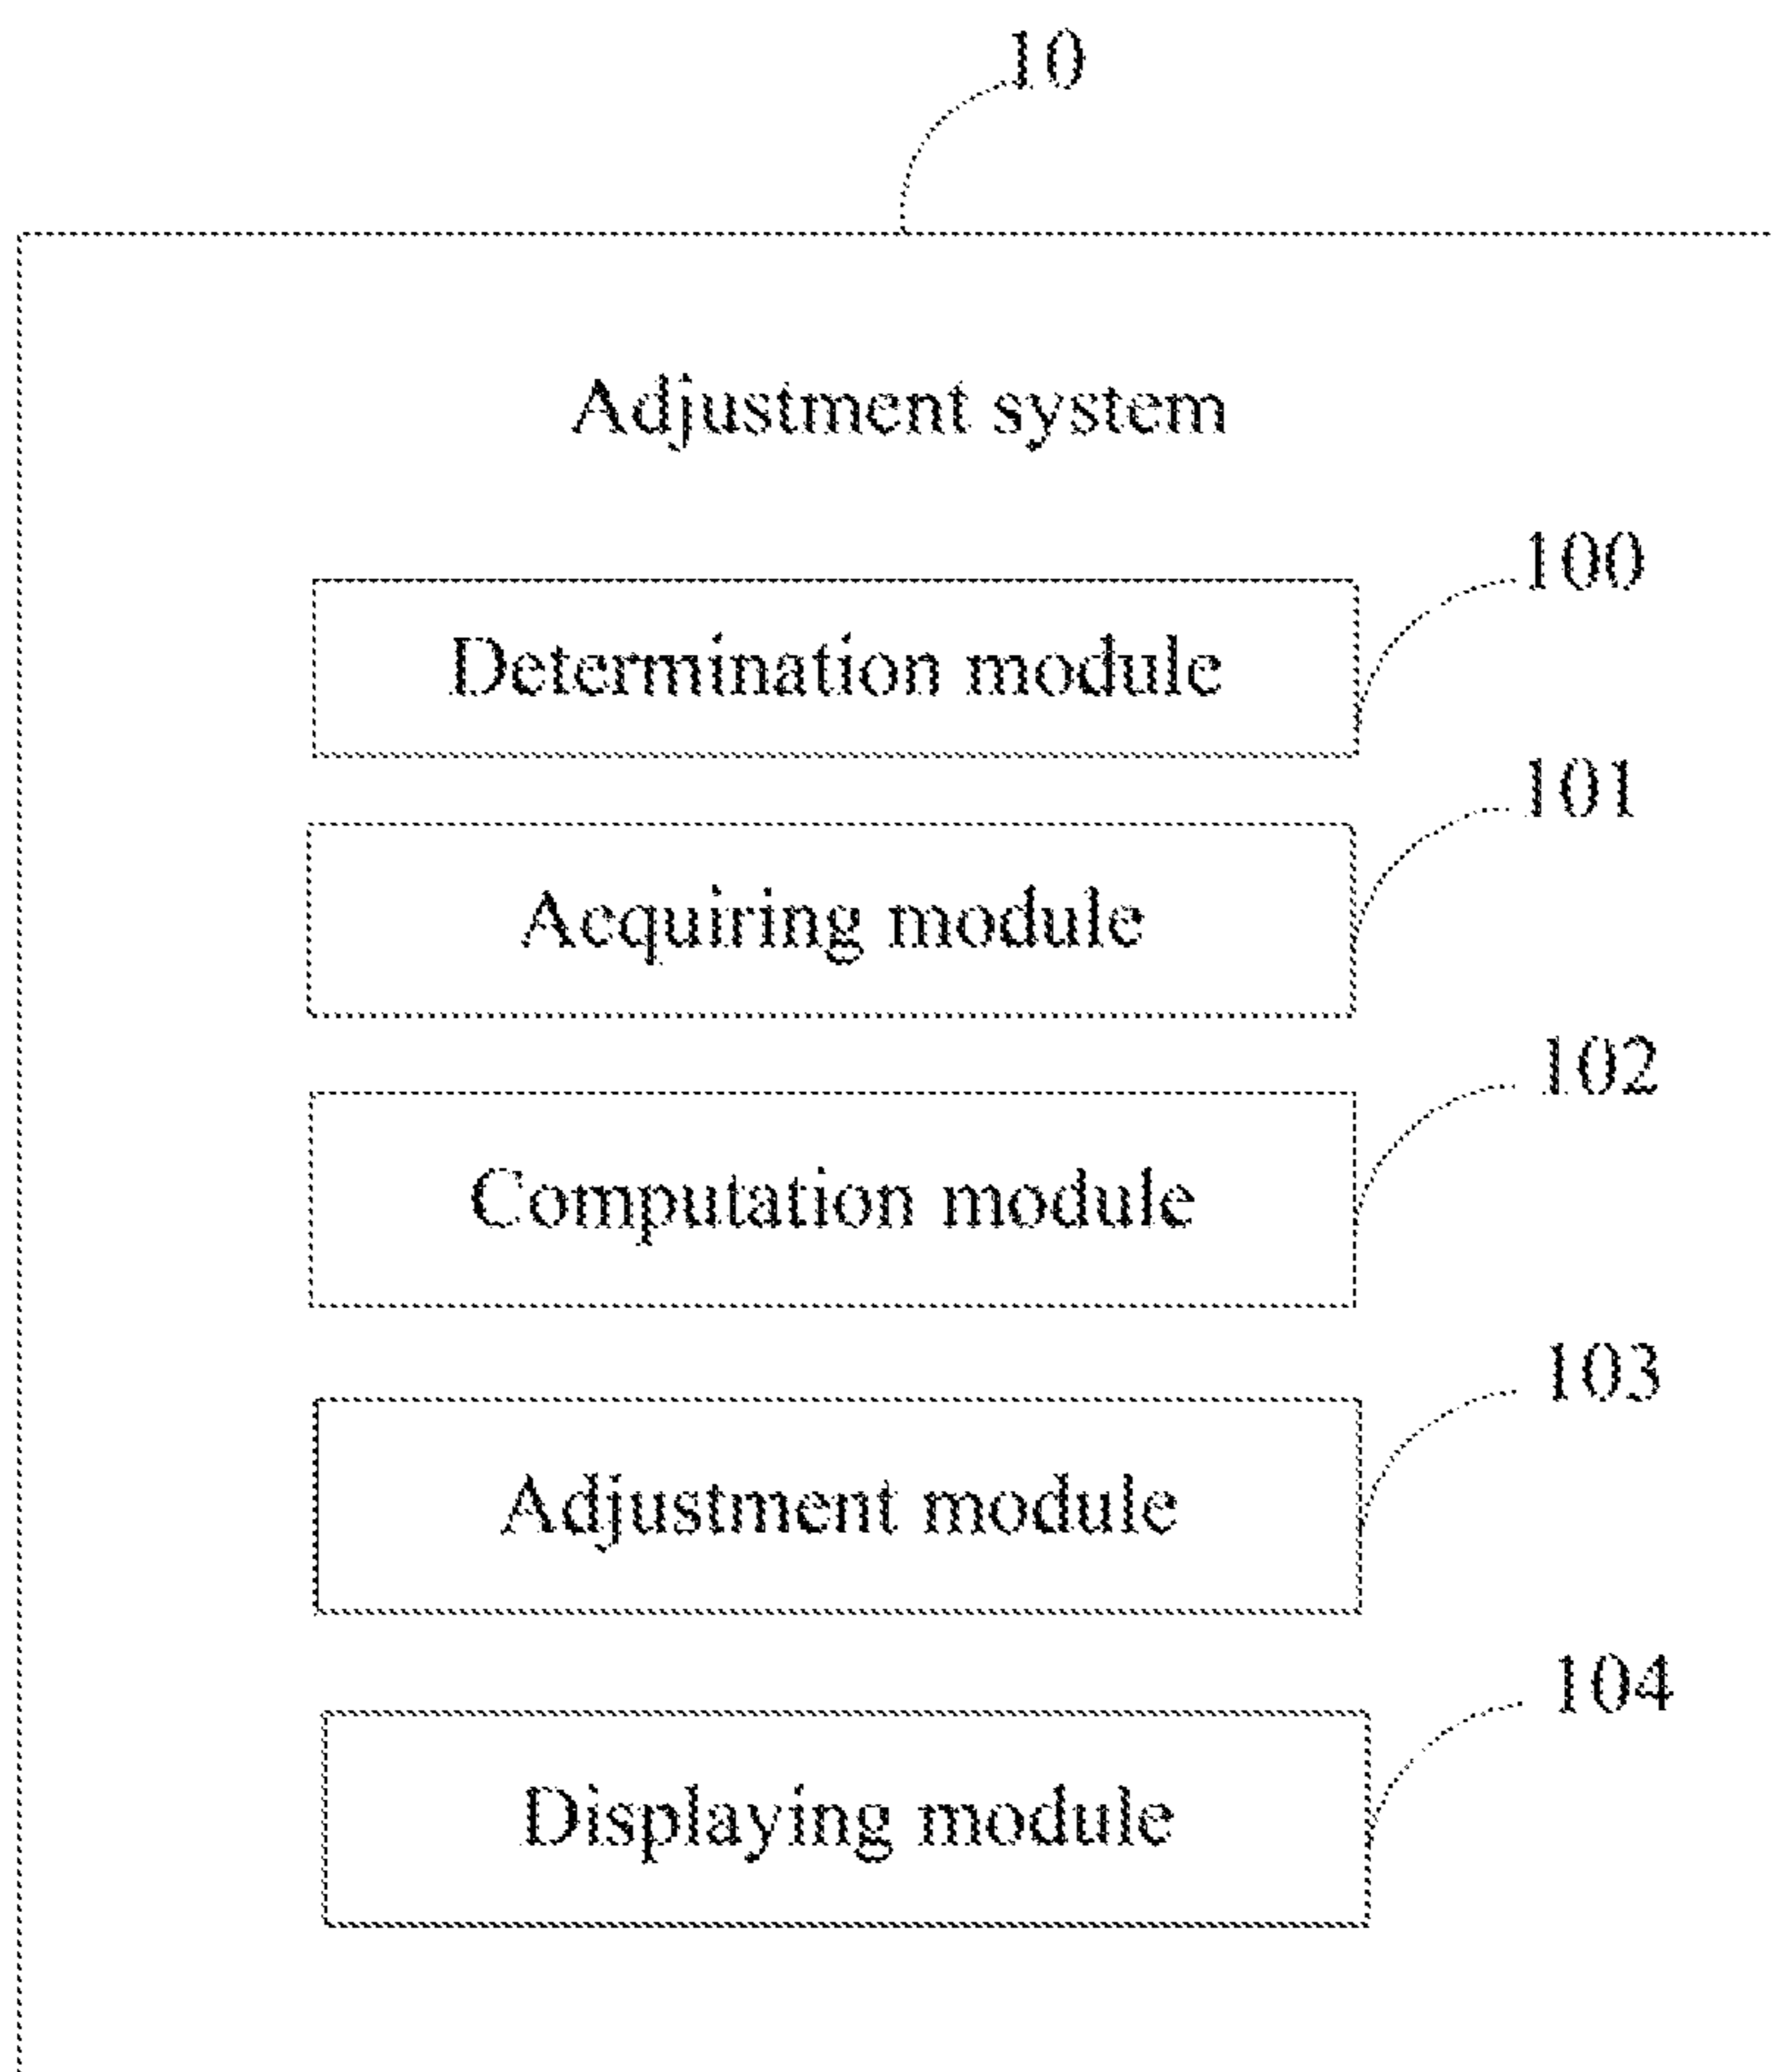 10
Adjustment system
100
Determination module
101
Acquiring module
102
Computation module
103
Adjustment module
104
Displaying module